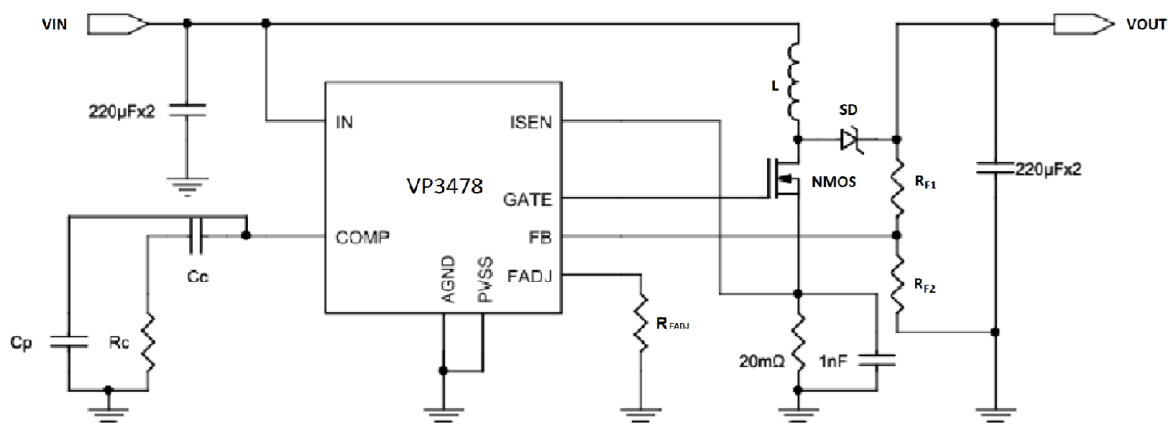 VIN
VOUT
220μFx2
L
SD
IN
ISEN
VP3478
NMOS
RF1
220μFx2
GATE
COMP
FB
Cc
AGND
PWSS
FADJ
RF2
RFADJ
Cp
Rc
20mΩ
1nF